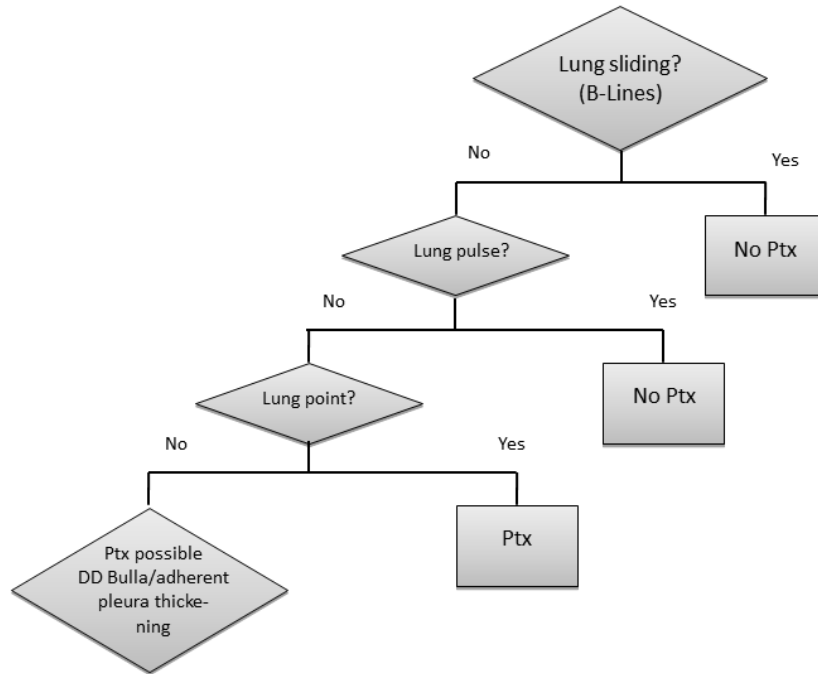 Lung sliding?
(B-Lines)
No
Yes
Lung pulse?
No Ptx
No
Yes
Lung point?
No Ptx
No
Yes
Ptx possible
DD Bulla/adherent
pleura thicke-
ning
Ptx